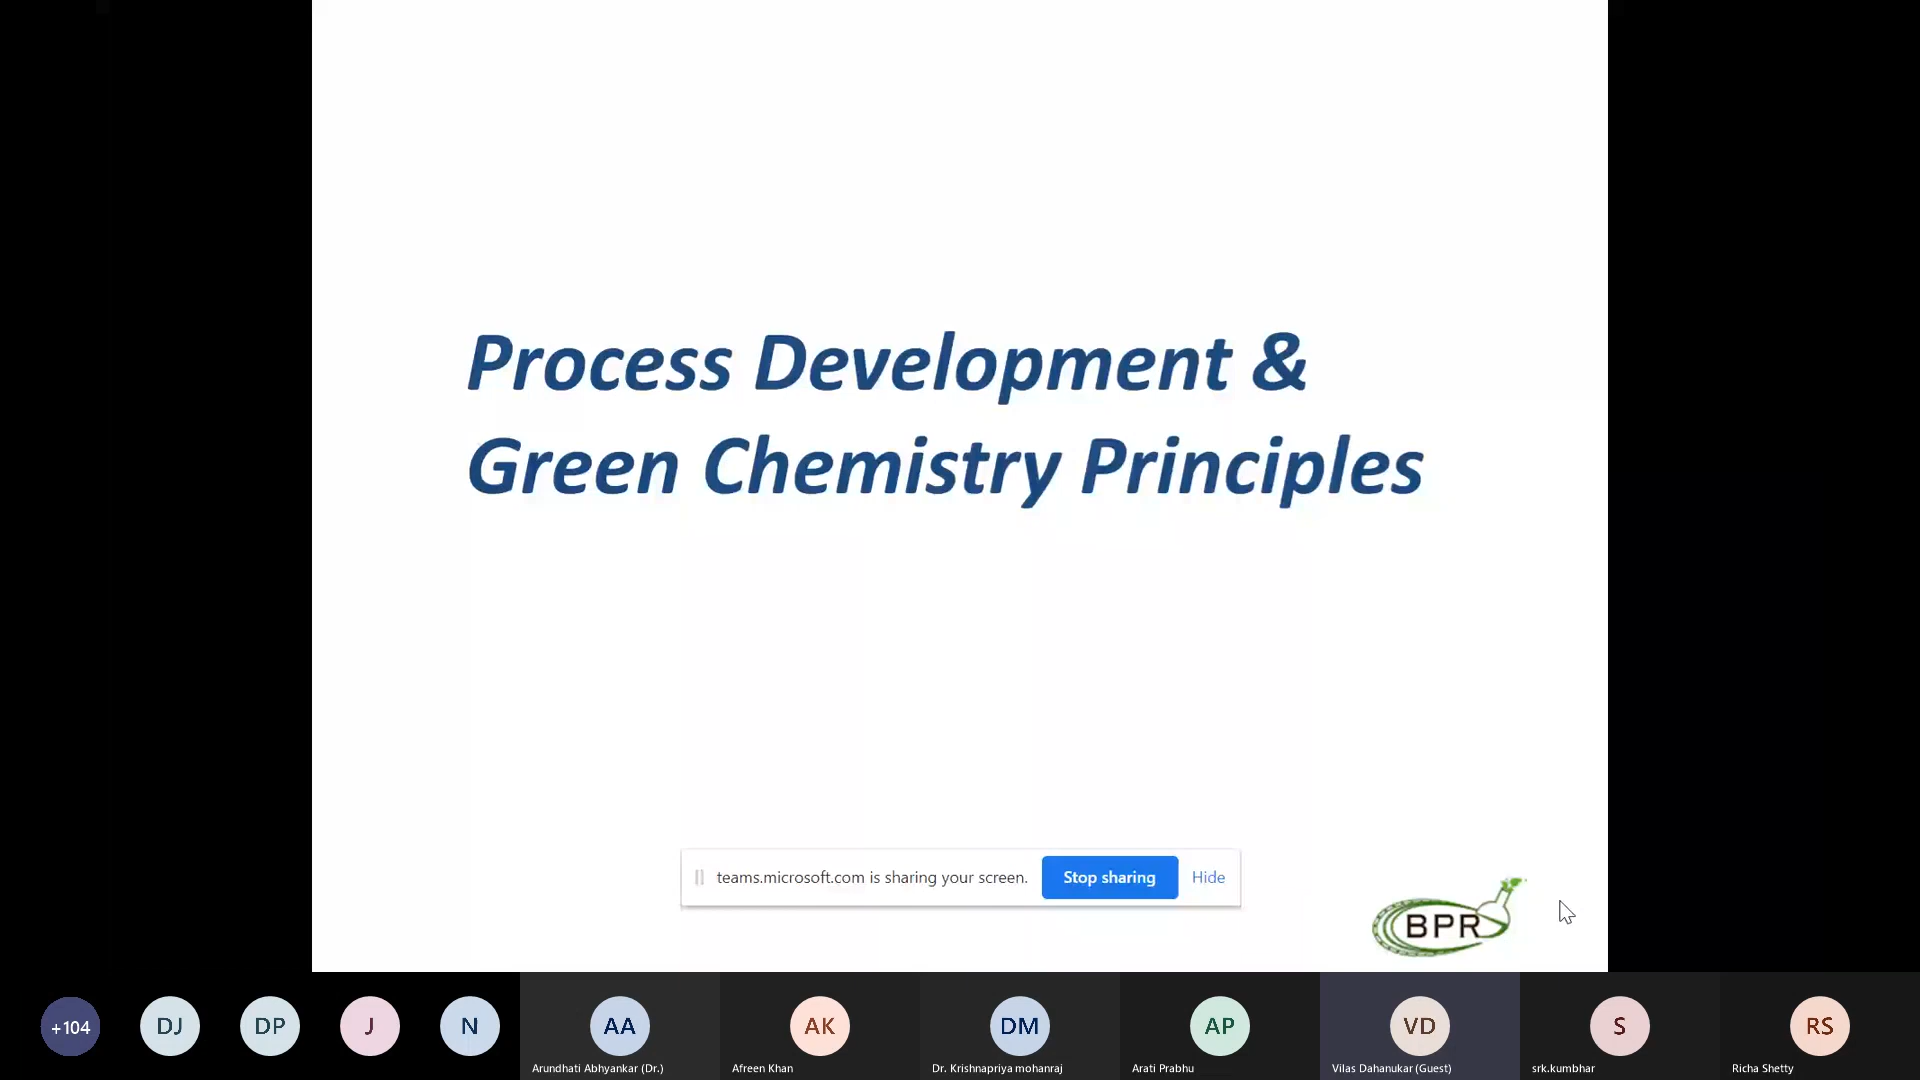 Process Development &
Green Chemistry Principles
teams.microsoft.com is sharing your screen. Stop sharing Hide
BPR
+104 DJ DP J N AA AK DM AP VD S RS
Arundhati Abhyankar (Dr.) Afreen Khan Dr. Krishnapriya mohanraj Arati Prabhu Vilas Dahanukar (Guest) srk.kumbhar Richa Shetty